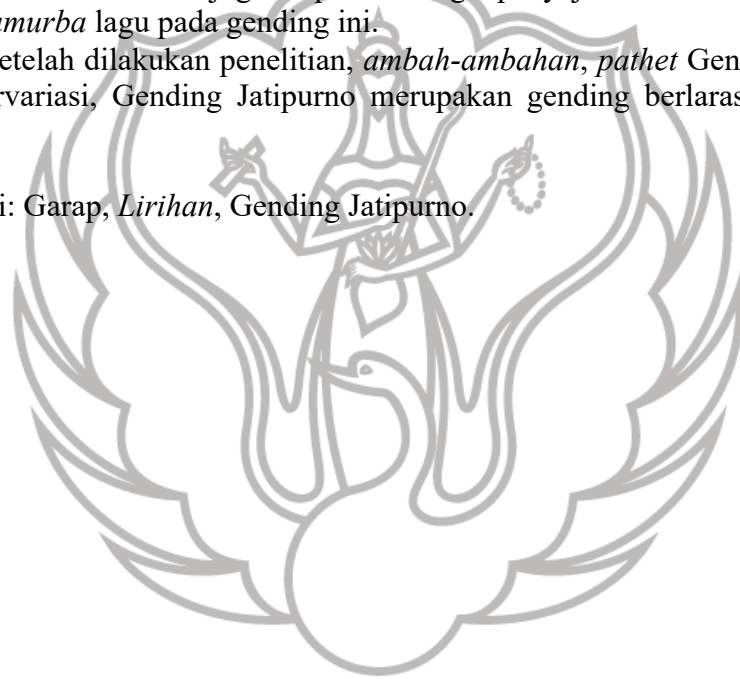 amurba lagu pada gending ini.
etelah dilakukan penelitian, ambah-ambahan, pathet Gen
rvariasi, Gending Jatipurno merupakan gending berlaras
i: Garap, Lirihan, Gending Jatipurno.